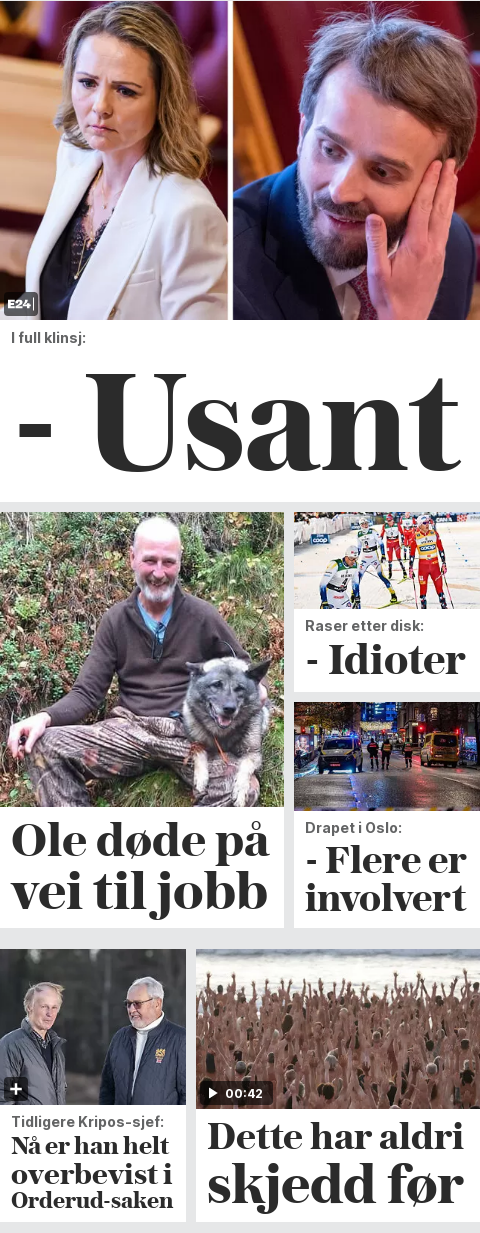 E24
I full klinsj:
- Usant
coop
Raser etter disk:
- Idioter
Ole døde på
vei til jobb
Drapet i Oslo:
- Flere er
involvert
00:42
Tidligere Kripos-sjef:
Nå er han helt
overbevist i
Orderud-saken
Dette har aldri
skjedd før